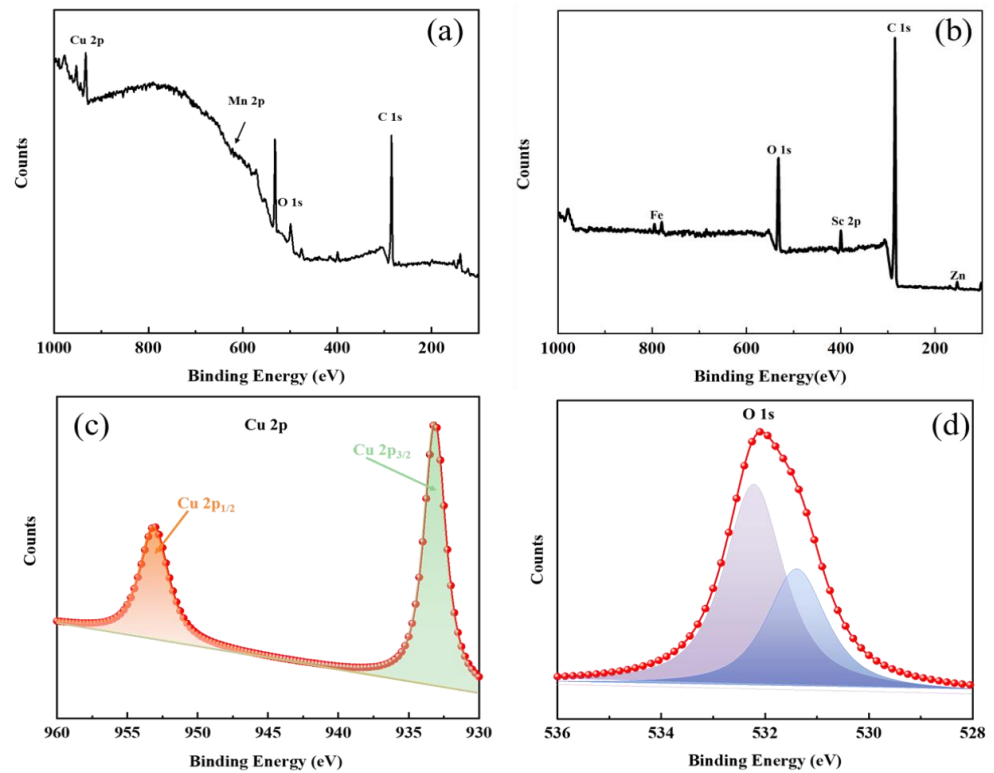 (a)
Cu 2p
Mn 2p
C 1s
O 1s
Counts
1000 800 600 400 200
Binding Energy (eV)
(b)
C 1s
O 1s
Fe
Sc 2p
Zn
Counts
1000 800 600 400 200
Binding Energy(eV)
(c)
Cu 2p
Cu 2p3/2
Cu 2p1/2
Counts
960 955 950 945 940 935 930
Binding Energy (eV)
O 1s
(d)
Counts
536 534 532 530 528
Binding Energy (eV)